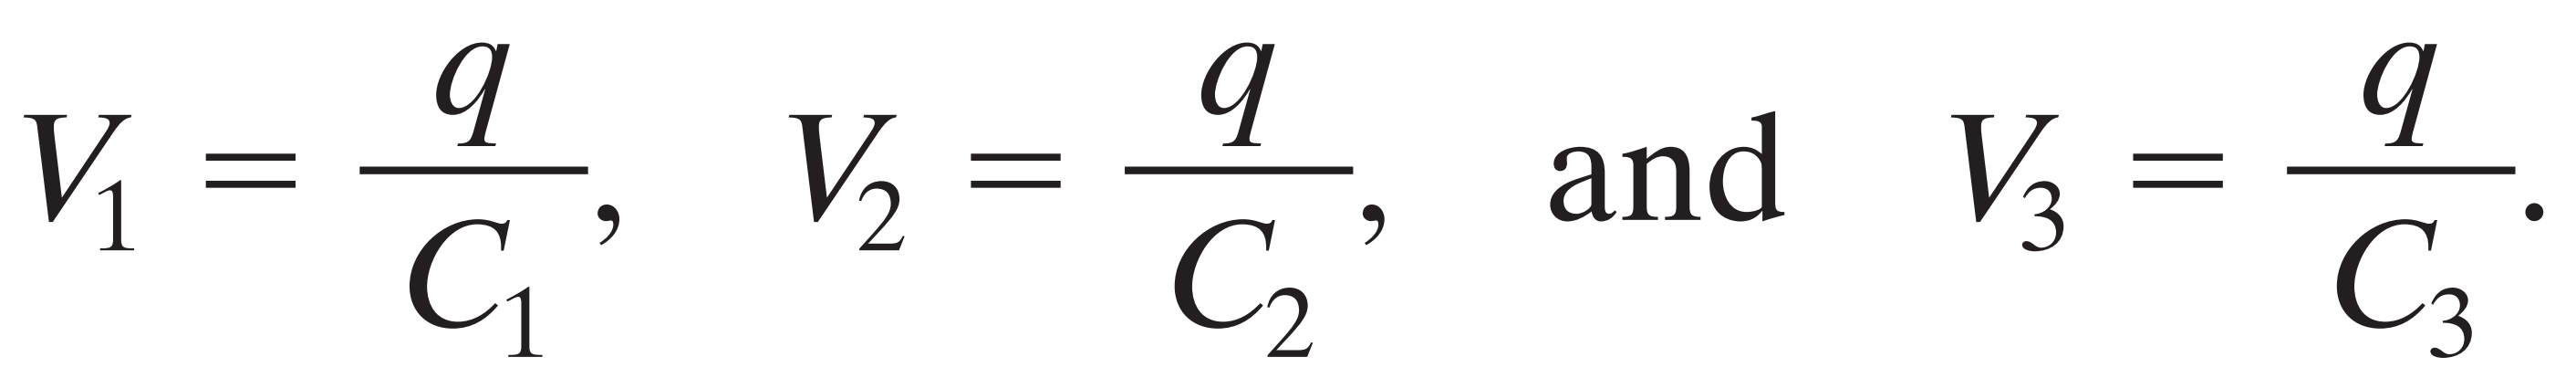 V₁ = q/C₁, V₂ = q/C₂, and V₃ = q/C₃.